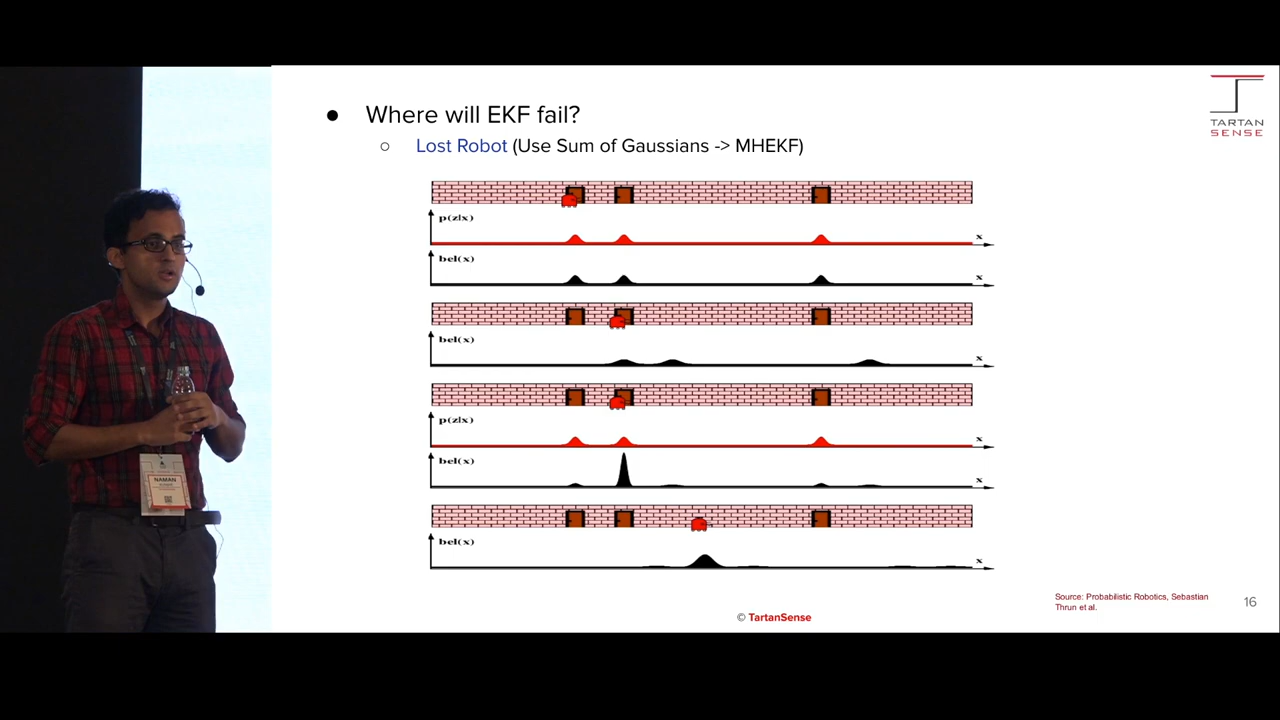 ● Where will EKF fail?
○ Lost Robot (Use Sum of Gaussians -> MHEKF)
TARTAN
SENSE
p(z|x)
x
bel(x)
x
bel(x)
x
p(z|x)
x
bel(x)
x
bel(x)
x
NAMAN
Source: Probabilistic Robotics, Sebastian
Thrun et al.
16
© TartanSense